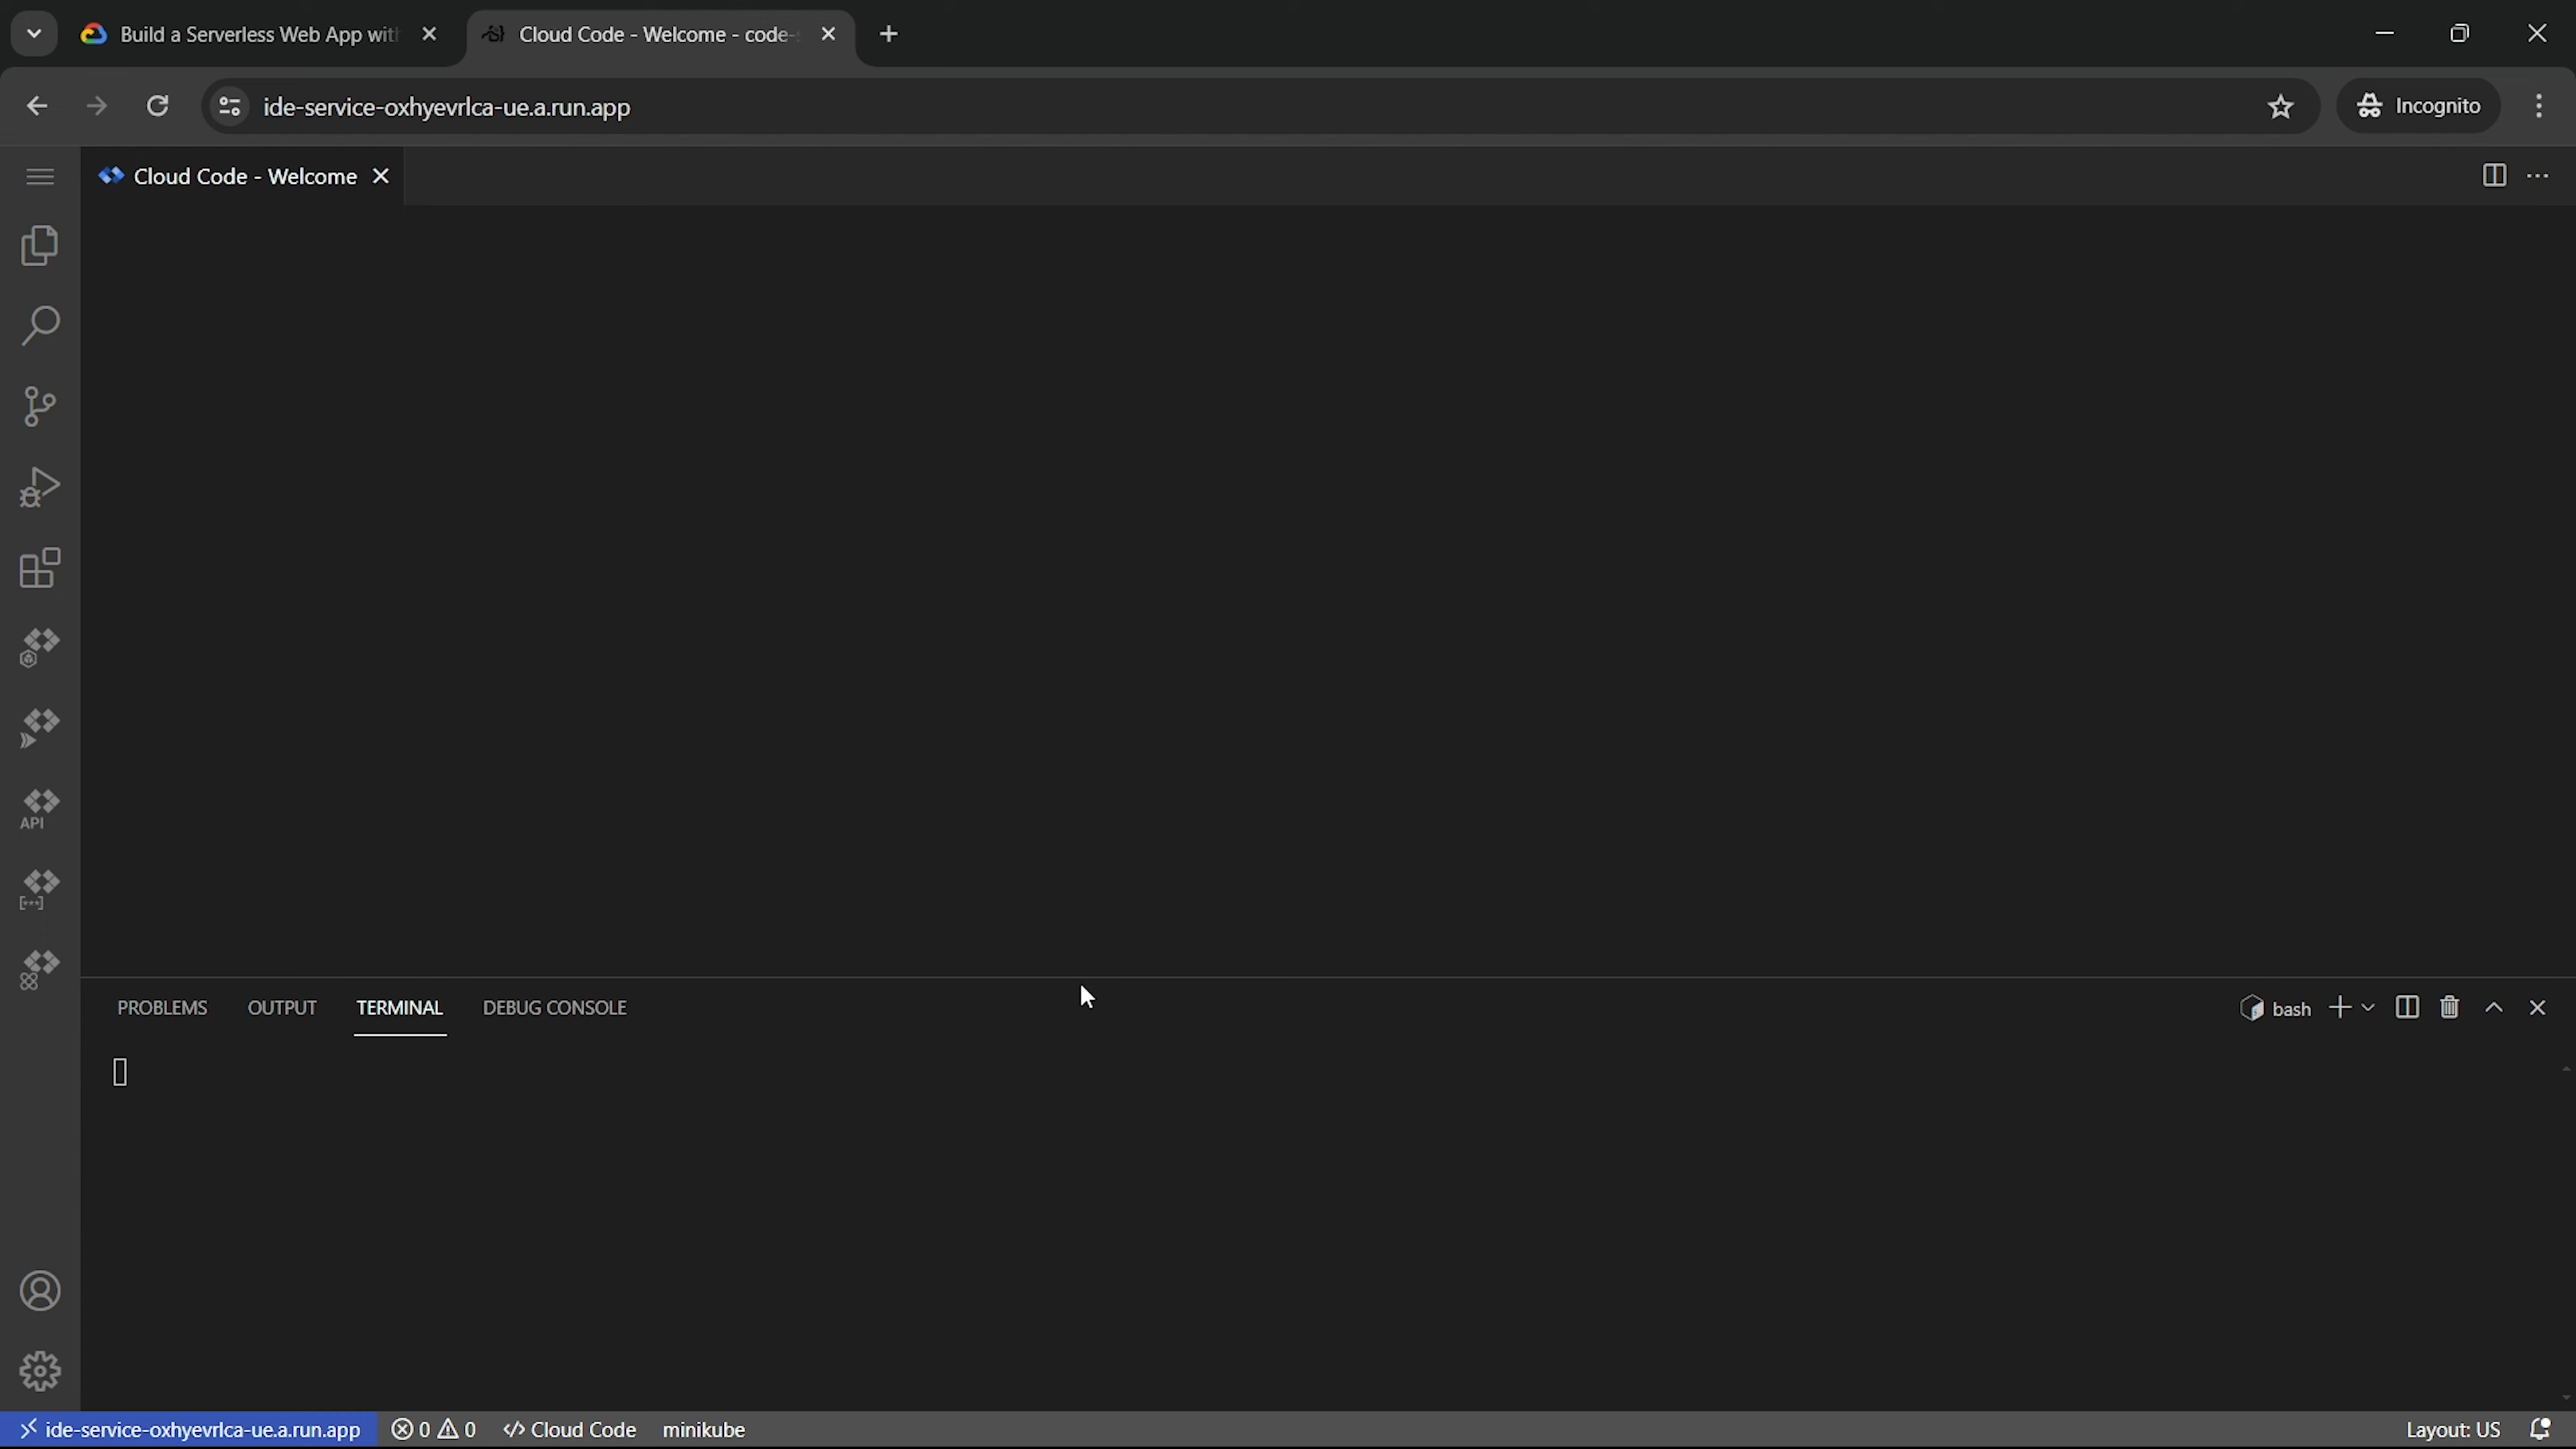 Build a Serverless Web App with
Cloud Code - Welcome - code-
ide-service-oxhyevrlca-ue.a.run.app
Incognito
Cloud Code - Welcome
API
PROBLEMS
OUTPUT
TERMINAL
DEBUG CONSOLE
bash
ide-service-oxhyevrlca-ue.a.run.app
0
0
Cloud Code
minikube
Layout: US